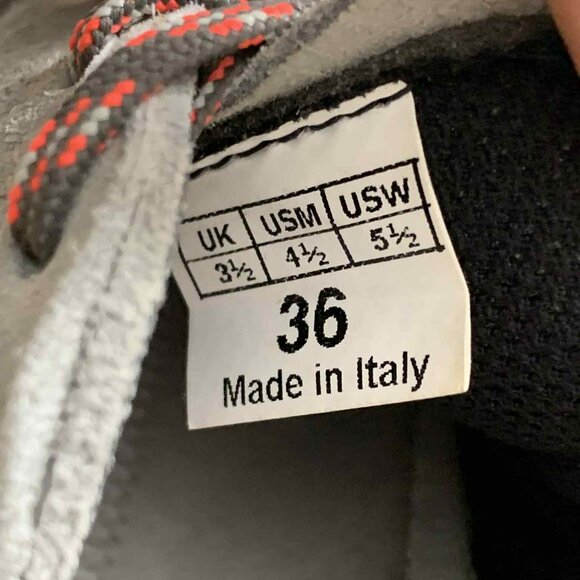 UK USM USW
3½ 4½ 5½
36
Made in Italy